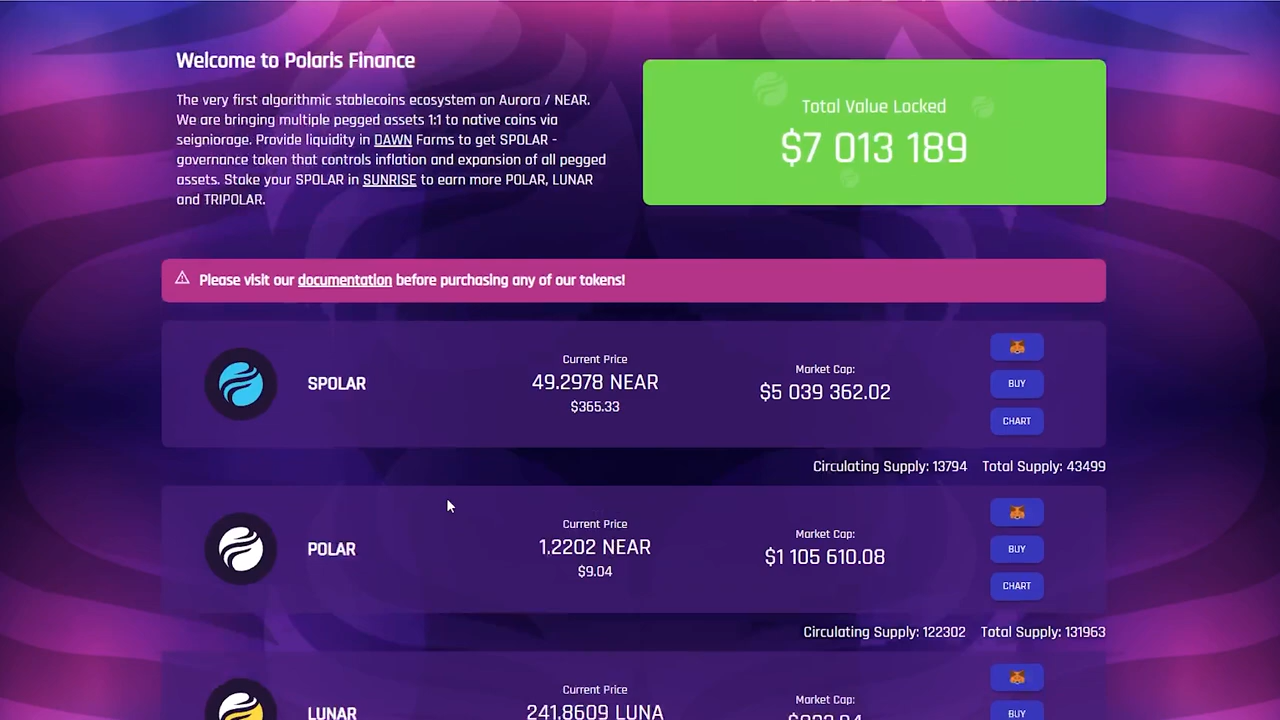 Welcome to Polaris Finance
The very first algorithmic stablecoins ecosystem on Aurora / NEAR.
We are bringing multiple pegged assets 1:1 to native coins via
seigniorage. Provide liquidity in DAWN Farms to get SPOLAR -
governance token that controls inflation and expansion of all pegged
assets. Stake your SPOLAR in SUNRISE to earn more POLAR, LUNAR
and TRIPOLAR.
Total Value Locked
$7 013 189
Please visit our documentation before purchasing any of our tokens!
SPOLAR
Current Price
49.2978 NEAR
$365.33
Market Cap:
$5 039 362.02
BUY
CHART
Circulating Supply: 13794 Total Supply: 43499
POLAR
Current Price
1.2202 NEAR
$9.04
Market Cap:
$1 105 610.08
BUY
CHART
Circulating Supply: 122302 Total Supply: 131963
LUNAR
Current Price
241.8609 LUNA
Market Cap:
BUY